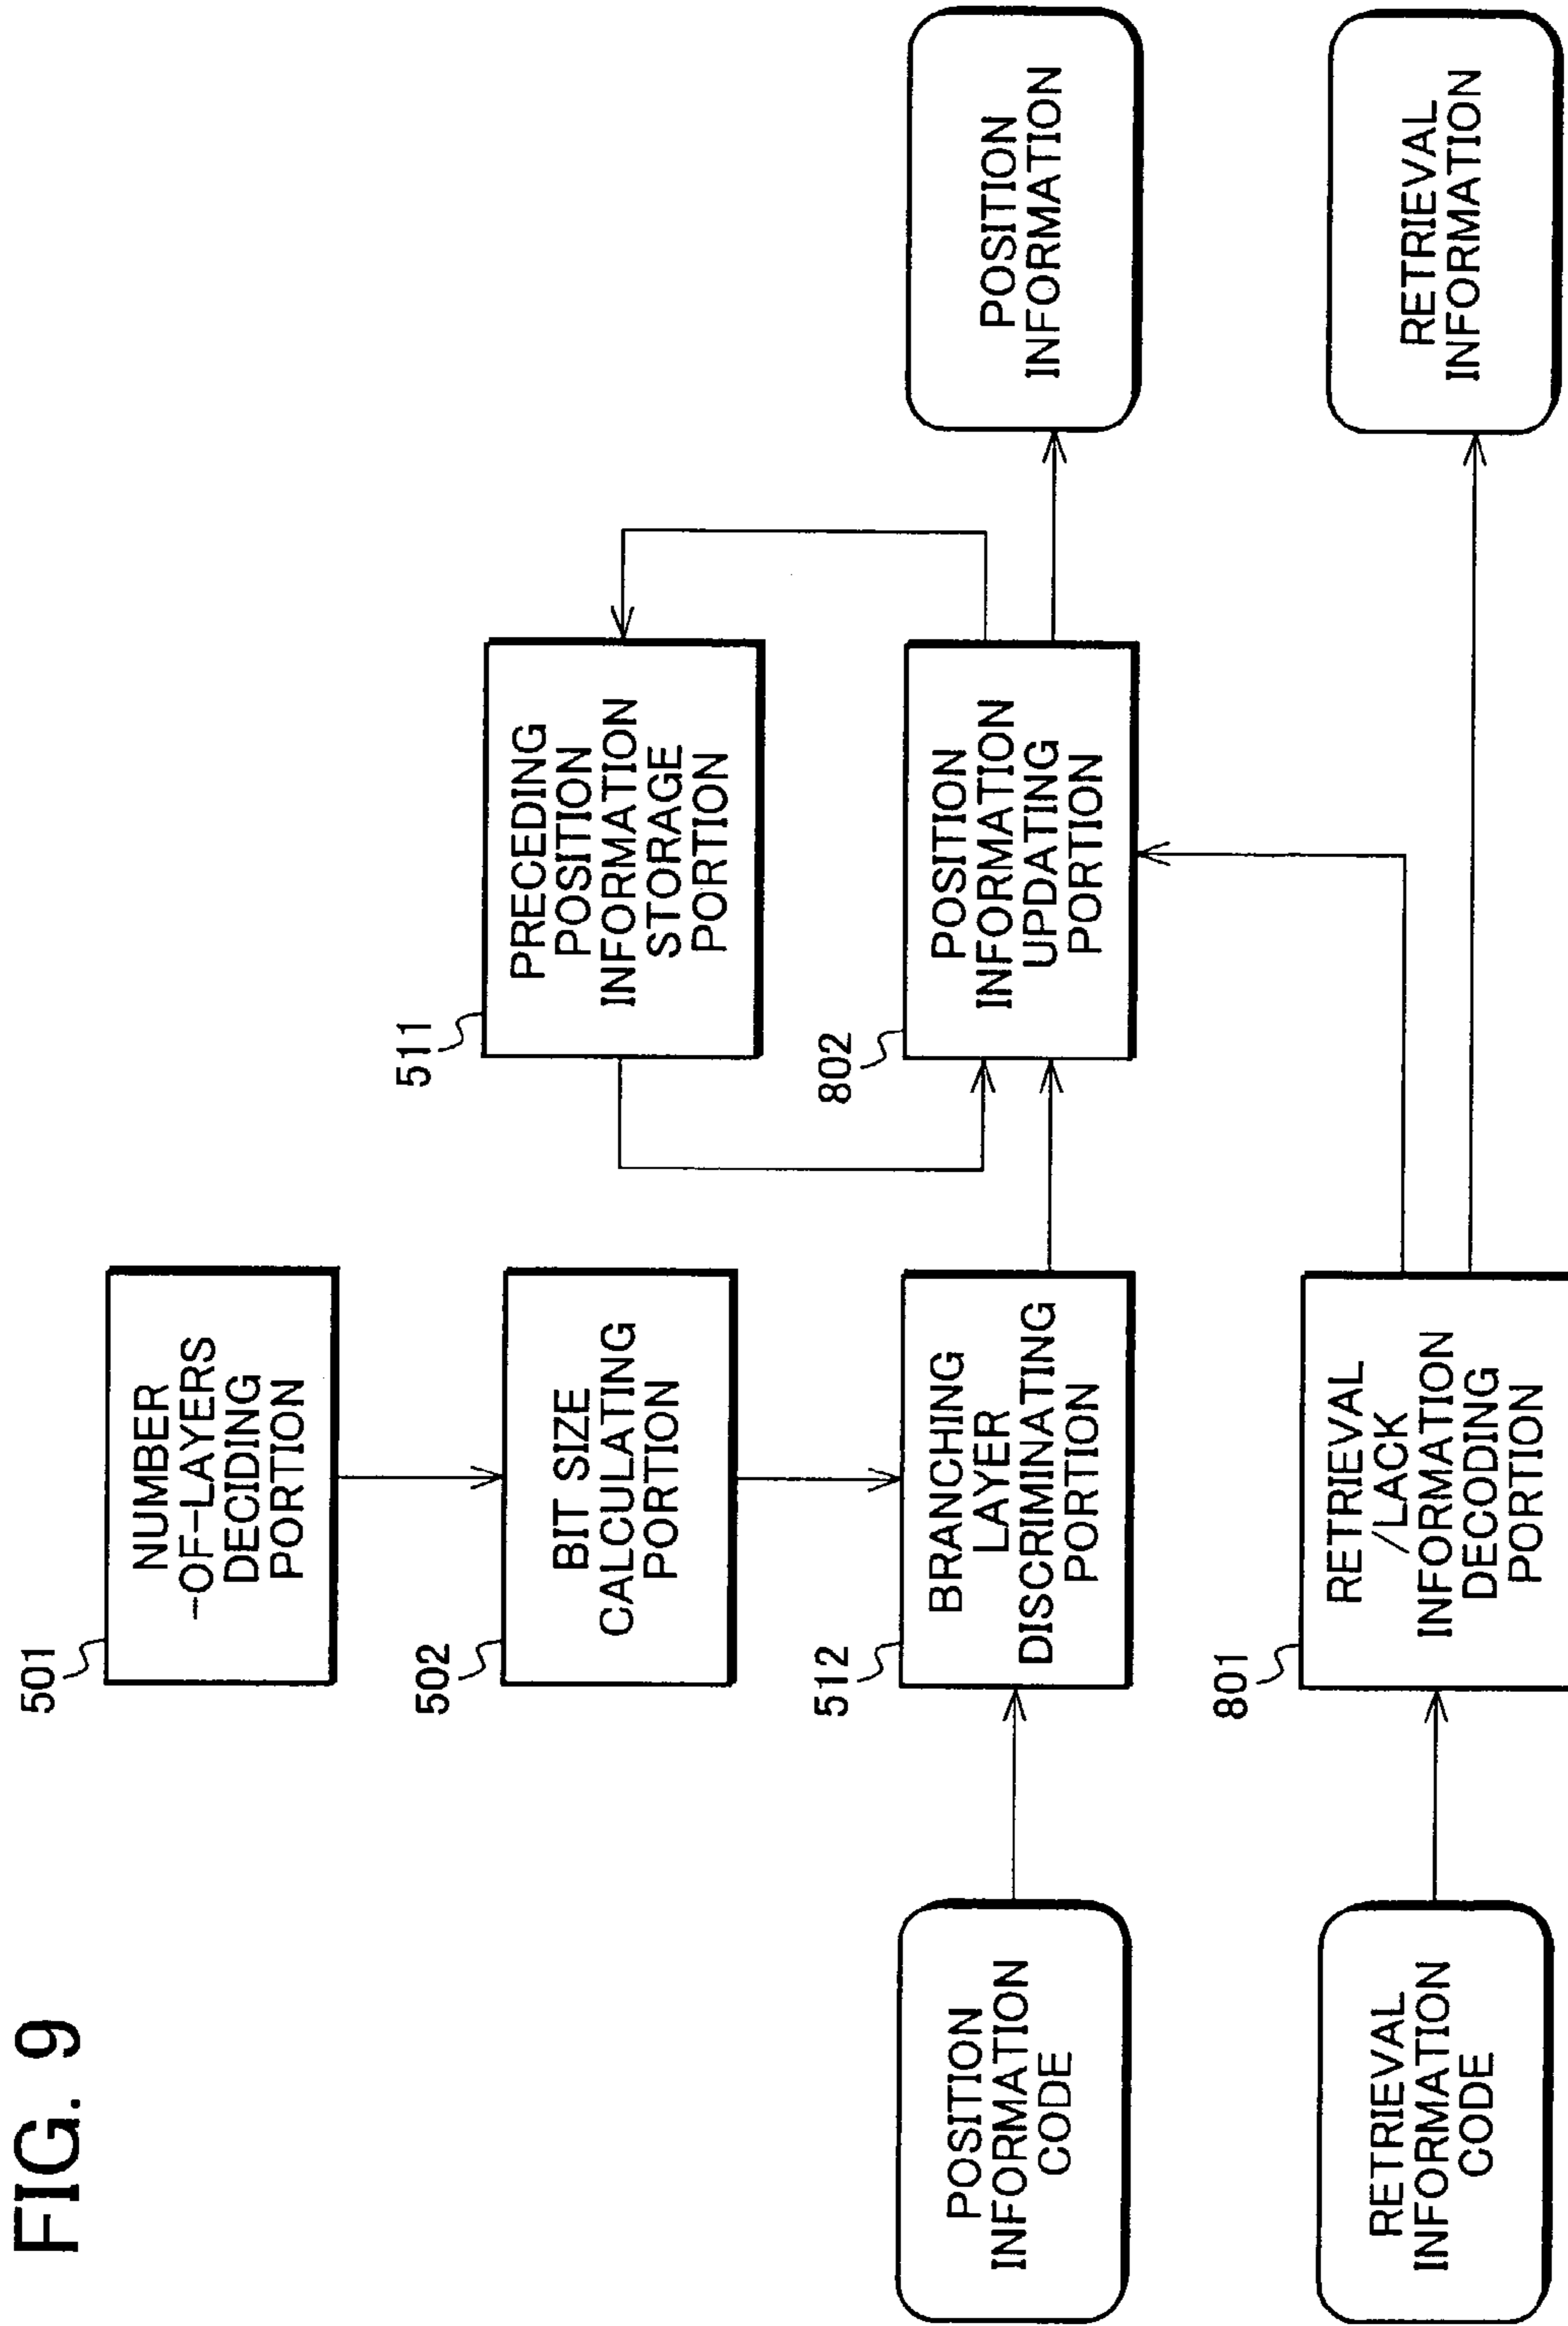 FIG. 9
501
NUMBER
-OF-LAYERS
DECIDING
PORTION
502
BIT SIZE
CALCULATING
PORTION
511
PRECEDING
POSITION
INFORMATION
STORAGE
PORTION
POSITION
INFORMATION
CODE
512
BRANCHING
LAYER
DISCRIMINATING
PORTION
802
POSITION
INFORMATION
UPDATING
PORTION
POSITION
INFORMATION
RETRIEVAL
INFORMATION
CODE
801
RETRIEVAL
/LACK
INFORMATION
DECODING
PORTION
RETRIEVAL
INFORMATION